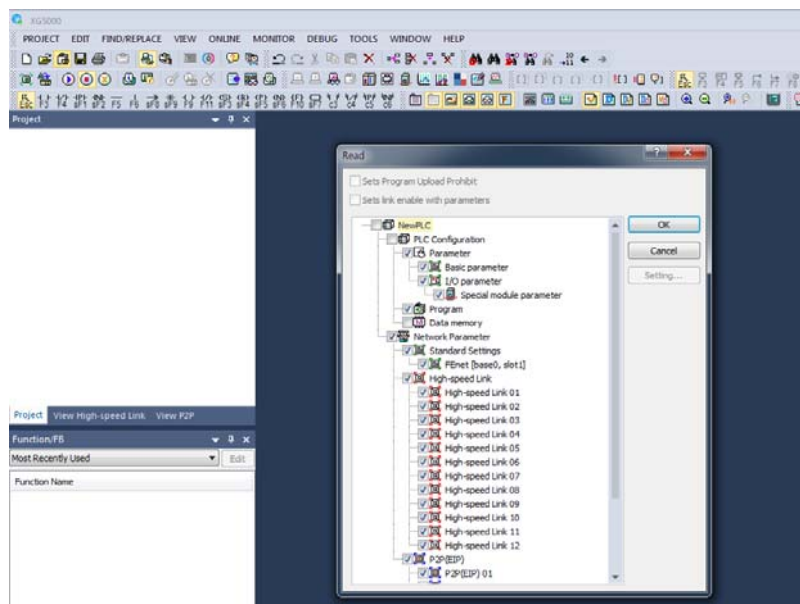 XG5000
PROJECT EDIT FIND/REPLACE VIEW ONLINE MONITOR DEBUG TOOLS WINDOW HELP
Project
Read
Sets Program Upload Prohibit
Sets link enable with parameters
NewPLC
OK
PLC Configuration
Parameter
Cancel
Basic parameter
I/O parameter
Setting...
Special module parameter
Program
Data memory
Network Parameter
Standard Settings
FEnet [base0, slot1]
High-speed Link
High-speed Link 01
High-speed Link 02
High-speed Link 03
High-speed Link 04
High-speed Link 05
High-speed Link 06
High-speed Link 07
High-speed Link 08
High-speed Link 09
High-speed Link 10
High-speed Link 11
High-speed Link 12
P2P(EIP)
P2P(EIP) 01
Project View High-speed Link View P2P
Function/FB
Most Recently Used Edit
Function Name